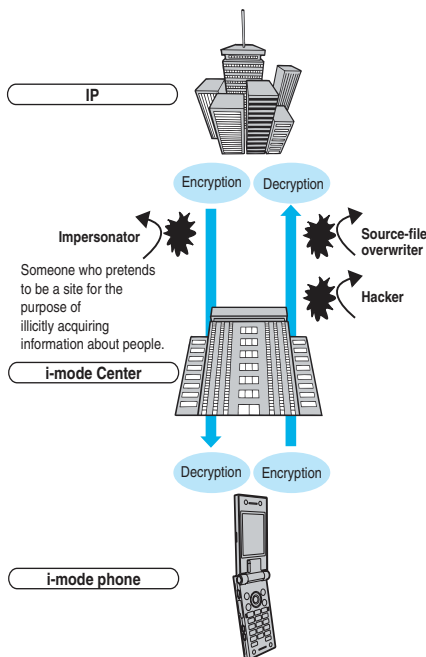 IP
Encryption
Decryption
Impersonator
Someone who pretends
to be a site for the
purpose of
illicitly acquiring
information about people.
Source-file
overwriter
Hacker
i-mode Center
Decryption
Encryption
i-mode phone